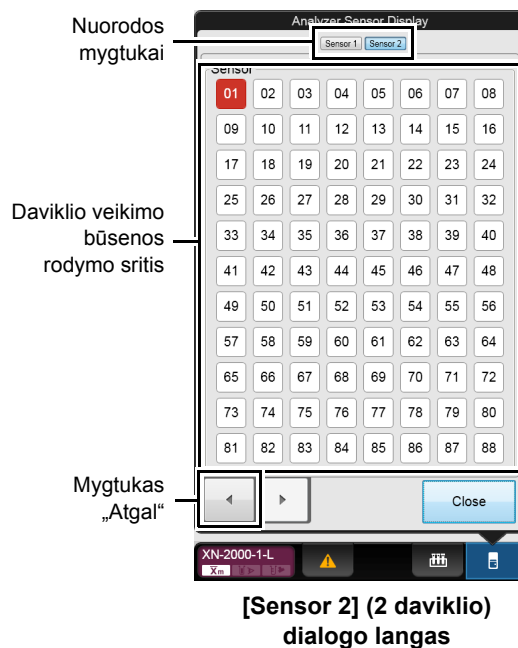 Analyzer Sensor Display
Nuorodos
mygtukai
Sensor 1 Sensor 2
Sensor
01 02 03 04 05 06 07 08
09 10 11 12 13 14 15 16
17 18 19 20 21 22 23 24
25 26 27 28 29 30 31 32
Daviklio veikimo
būsenos
rodymo sritis
33 34 35 36 37 38 39 40
41 42 43 44 45 46 47 48
49 50 51 52 53 54 55 56
57 58 59 60 61 62 63 64
65 66 67 68 69 70 71 72
73 74 75 76 77 78 79 80
81 82 83 84 85 86 87 88
Mygtukas
„Atgal“
Close
XN-2000-1-L
Xm
[Sensor 2] (2 daviklio)
dialogo langas